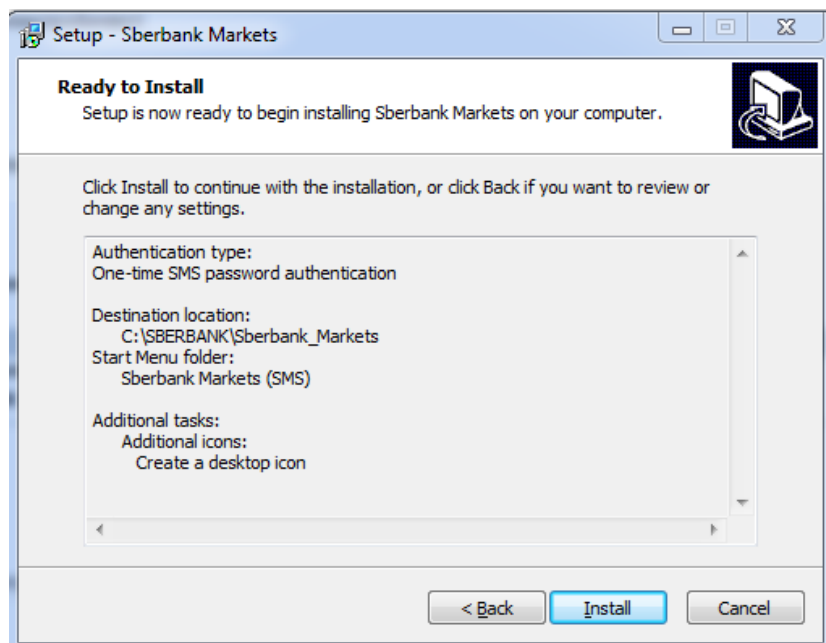 Setup - Sberbank Markets
Ready to Install
Setup is now ready to begin installing Sberbank Markets on your computer.
Click Install to continue with the installation, or click Back if you want to review or
change any settings.
Authentication type:
One-time SMS password authentication
Destination location:
C:\SBERBANK\Sberbank_Markets
Start Menu folder:
Sberbank Markets (SMS)
Additional tasks:
Additional icons:
Create a desktop icon
< Back
Install
Cancel